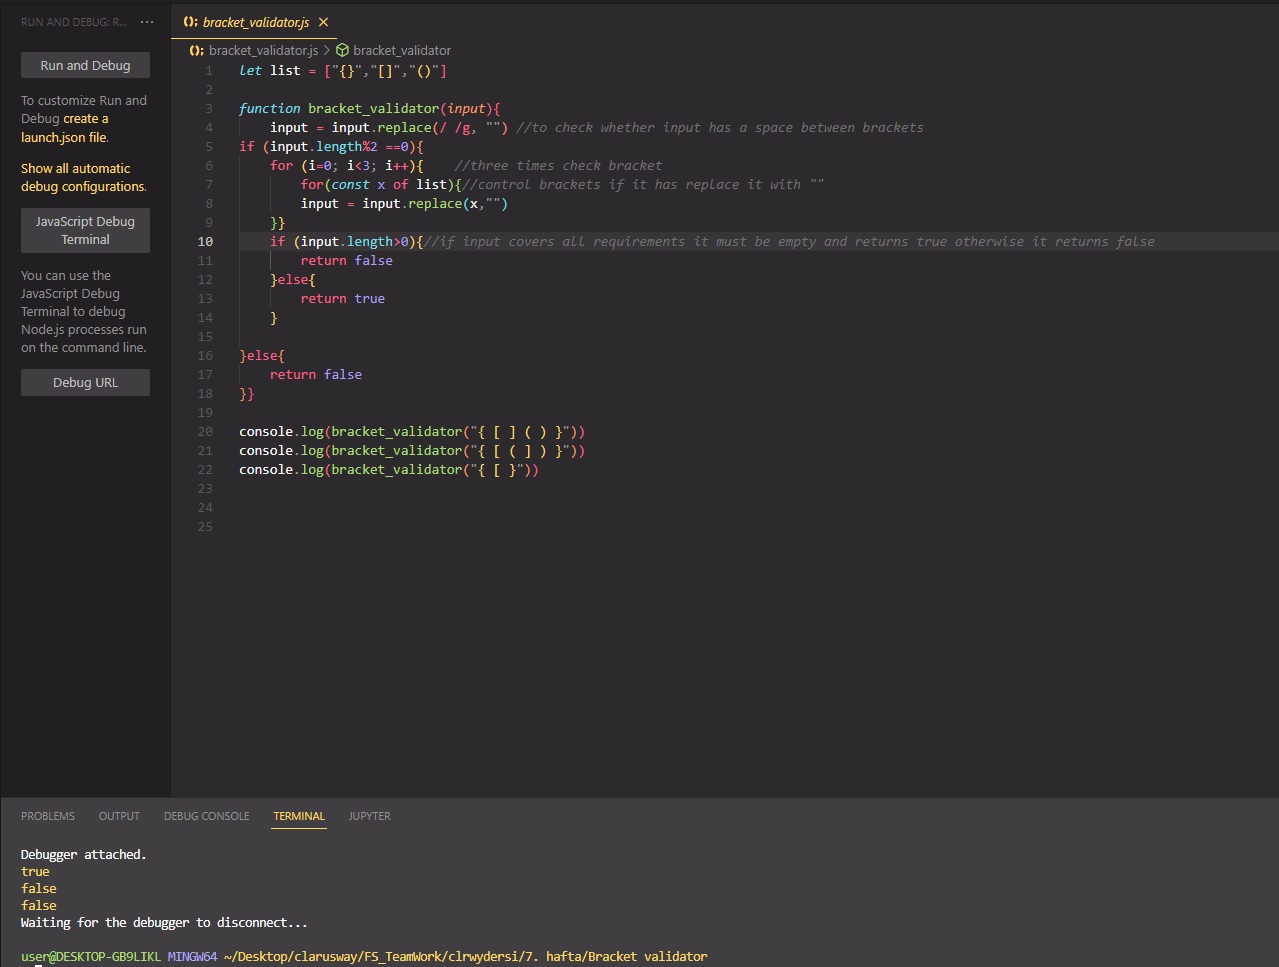 RUN AND DEBUG: R... ···
Run and Debug
To customize Run and
Debug create a
launch.json file.
Show all automatic
debug configurations.
JavaScript Debug
Terminal
You can use the
JavaScript Debug
Terminal to debug
Node.js processes run
on the command line.
Debug URL
bracket_validator.js
bracket_validator.js > bracket_validator
1 let list = ["{}","[]","()"]
2
3 function bracket_validator(input){
4     input = input.replace(/ /g, "") //to check whether input has a space between brackets
5 if (input.length%2 ==0){
6     for (i=0; i<3; i++){    //three times check bracket
7         for(const x of list){//control brackets if it has replace it with ""
8         input = input.replace(x,"")
9     }}
10     if (input.length>0){//if input covers all requirements it must be empty and returns true otherwise it returns false
11         return false
12     }else{
13         return true
14     }
15
16 }else{
17     return false
18 }}
19
20 console.log(bracket_validator("{ [ ] ( ) }"))
21 console.log(bracket_validator("{ [ ( ] ) }"))
22 console.log(bracket_validator("{ [ }"))
23
24
25
PROBLEMS OUTPUT DEBUG CONSOLE TERMINAL JUPYTER
Debugger attached.
true
false
false
Waiting for the debugger to disconnect...
user@DESKTOP-GB9LIKL MINGW64 ~/Desktop/clarusway/FS_TeamWork/clrwydersi/7. hafta/Bracket validator